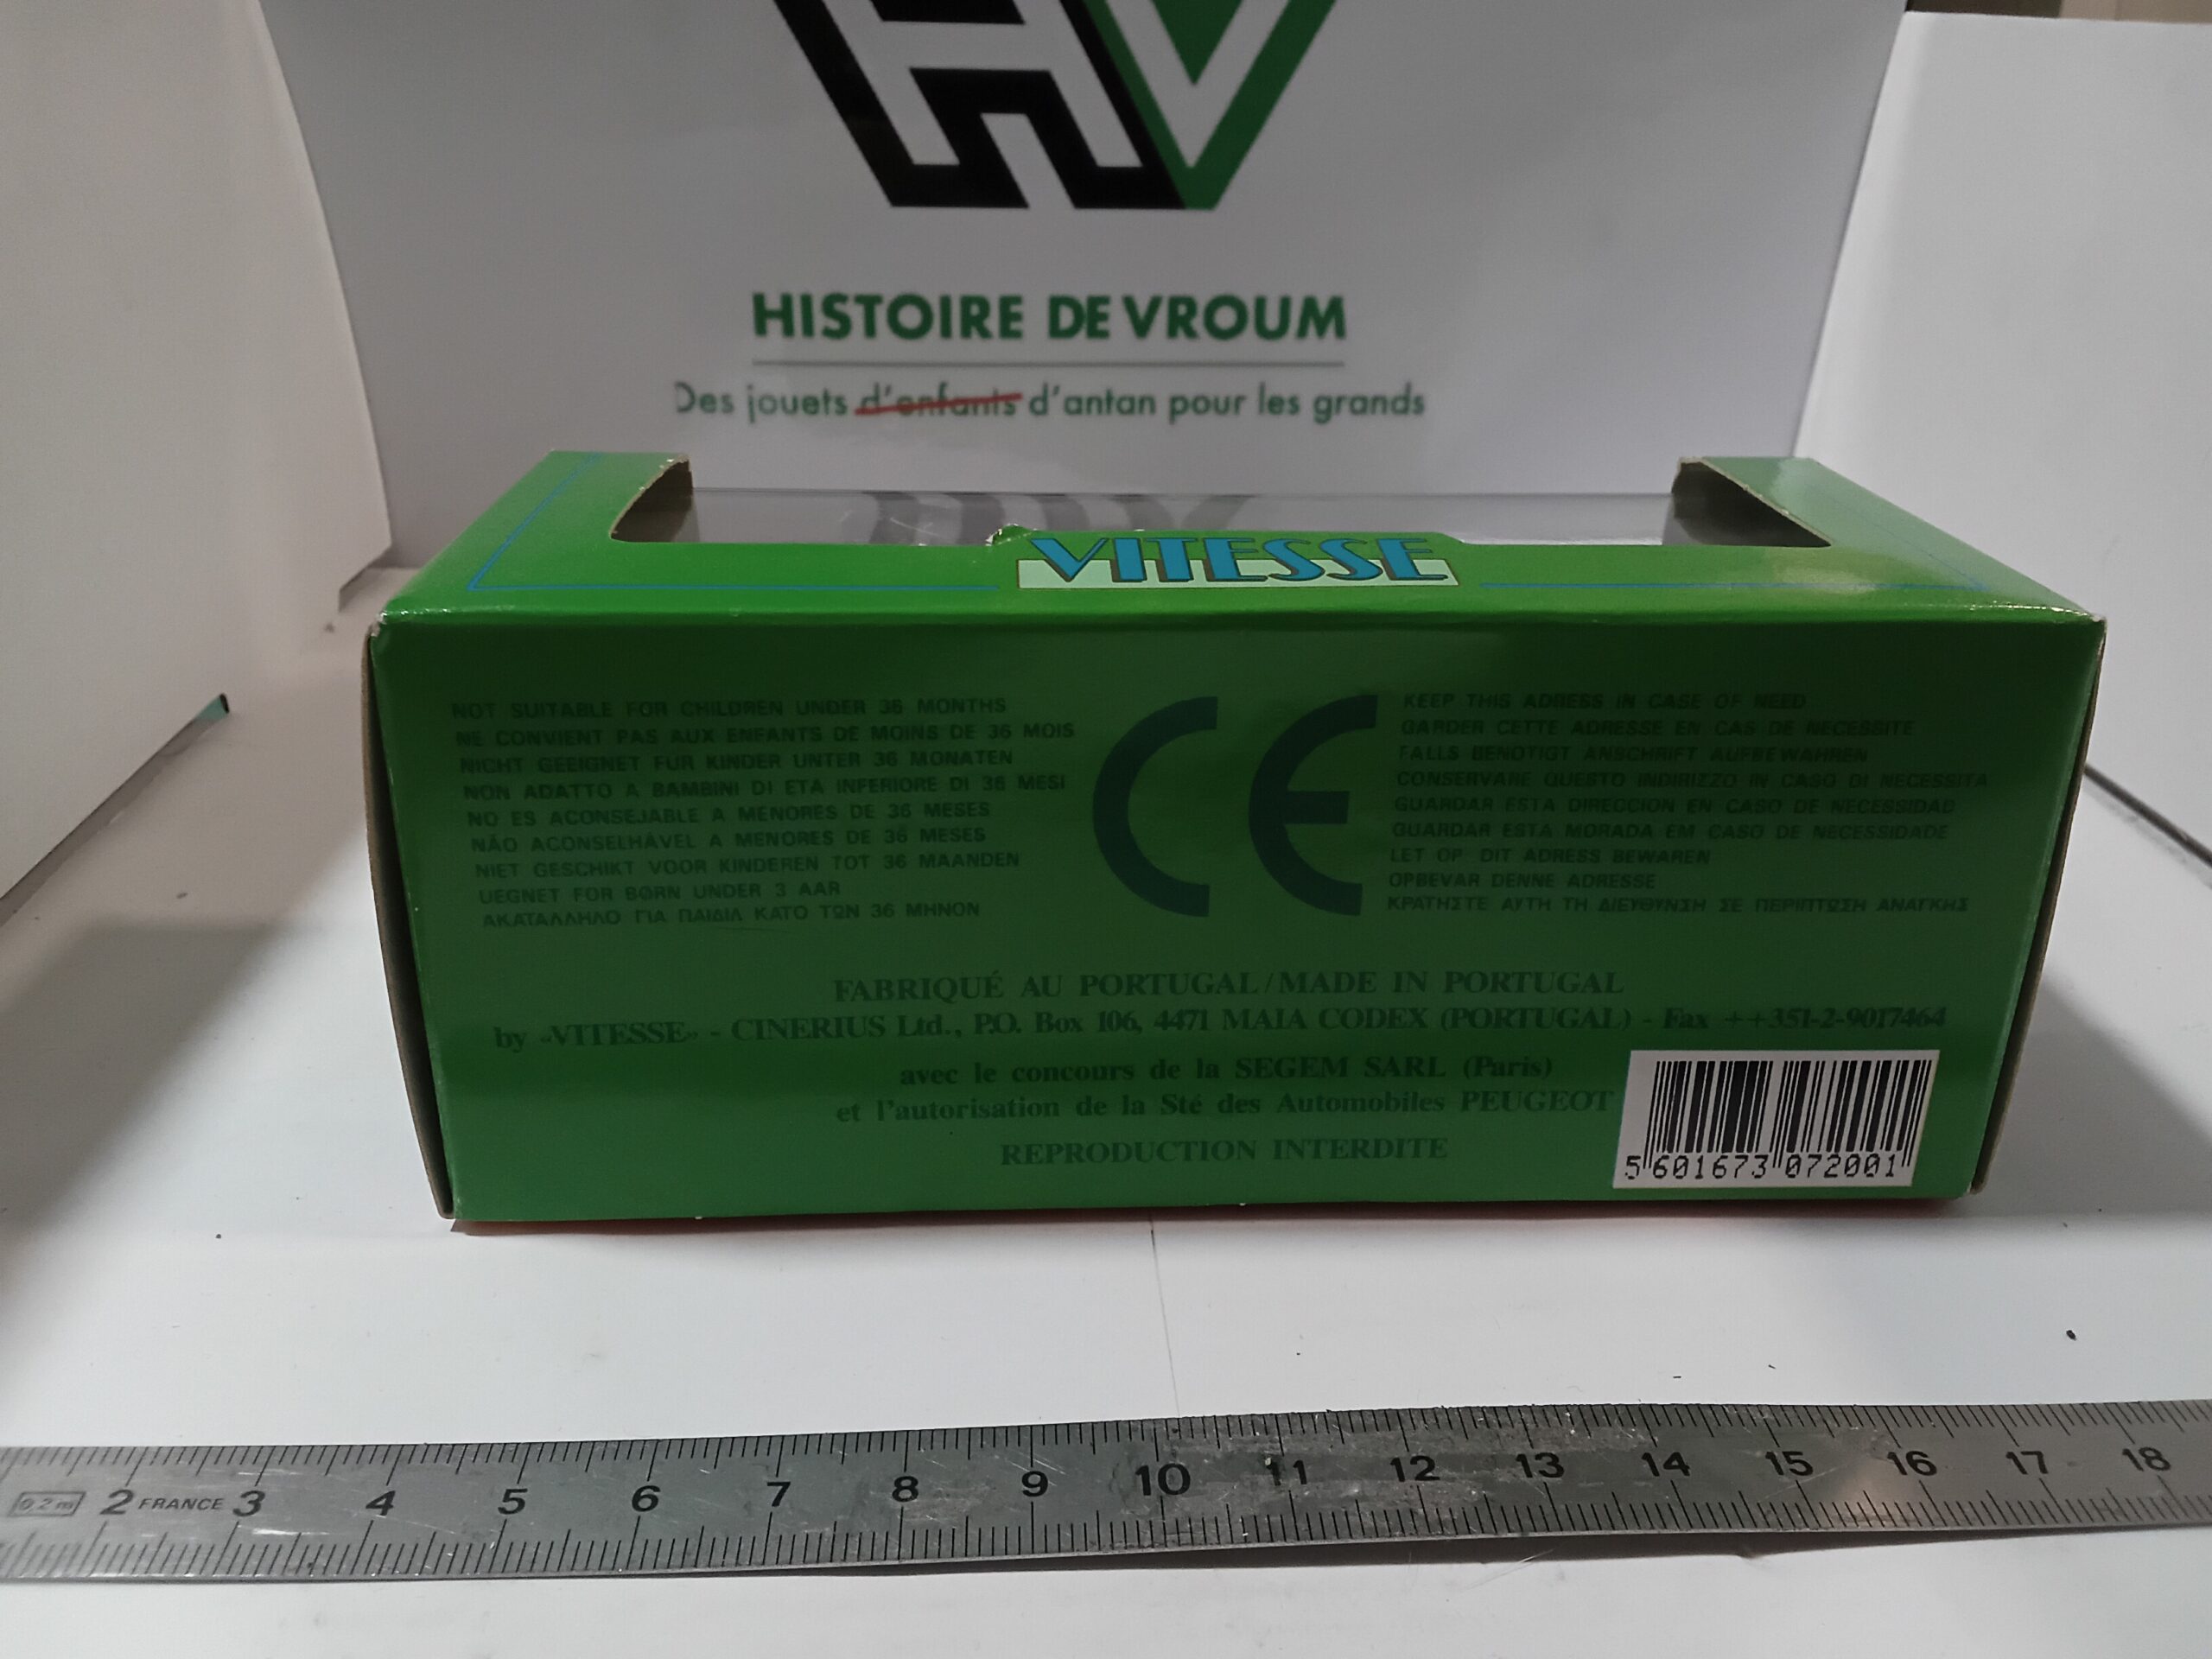 HV
HISTOIRE DE VROUM
Des jouets d'enfants d'antan pour les grands
VITESSE
NOT SUITABLE FOR CHILDREN UNDER 36 MONTHS
NE CONVIENT PAS AUX ENFANTS DE MOINS DE 36 MOIS
NICHT GEEIGNET FUR KINDER UNTER 36 MONATEN
NON ADATTO A BAMBINI DI ETA INFERIORE DI 36 MESI
NO ES ACONSEJABLE A MENORES DE 36 MESES
NÃO ACONSELHÁVEL A MENORES DE 36 MESES
NIET GESCHIKT VOOR KINDEREN TOT 36 MAANDEN
UEGNET FOR BØRN UNDER 3 AAR
ΑΚΑΤΑΛΛΗΛΟ ΓΙΑ ΠΑΙΔΙΑ ΚΑΤΟ ΤΩΝ 36 ΜΗΝΟΝ
CE
KEEP THIS ADRESS IN CASE OF NEED
GARDER CETTE ADRESSE EN CAS DE NECESSITE
FALLS BENOTIGT ANSCHRIFT AUFBEWAHREN
CONSERVARE QUESTO INDIRIZZO IN CASO DI NECESSITA
GUARDAR ESTA DIRECCION EN CASO DE NECESSIDAD
GUARDAR ESTA MORADA EM CASO DE NECESSIDADE
LET OP: DIT ADRESS BEWAREN
OPBEVAR DENNE ADRESSE
ΚΡΑΤΗΣΤΕ ΑΥΤΗ ΤΗ ΔΙΕΥΘΥΝΣΗ ΣΕ ΠΕΡΙΠΤΩΣΗ ΑΝΑΓΚΗΣ
FABRIQUÉ AU PORTUGAL / MADE IN PORTUGAL
by «VITESSE» - CINERIUS Ltd., P.O. Box 106, 4471 MAIA CODEX (PORTUGAL) - Fax ++351-2-9017464
avec le concours de la SEGEM SARL (Paris)
et l'autorisation de la Sté des Automobiles PEUGEOT
REPRODUCTION INTERDITE
5 601673 072001
0.2 m 2 FRANCE 3 4 5 6 7 8 9 10 11 12 13 14 15 16 17 18